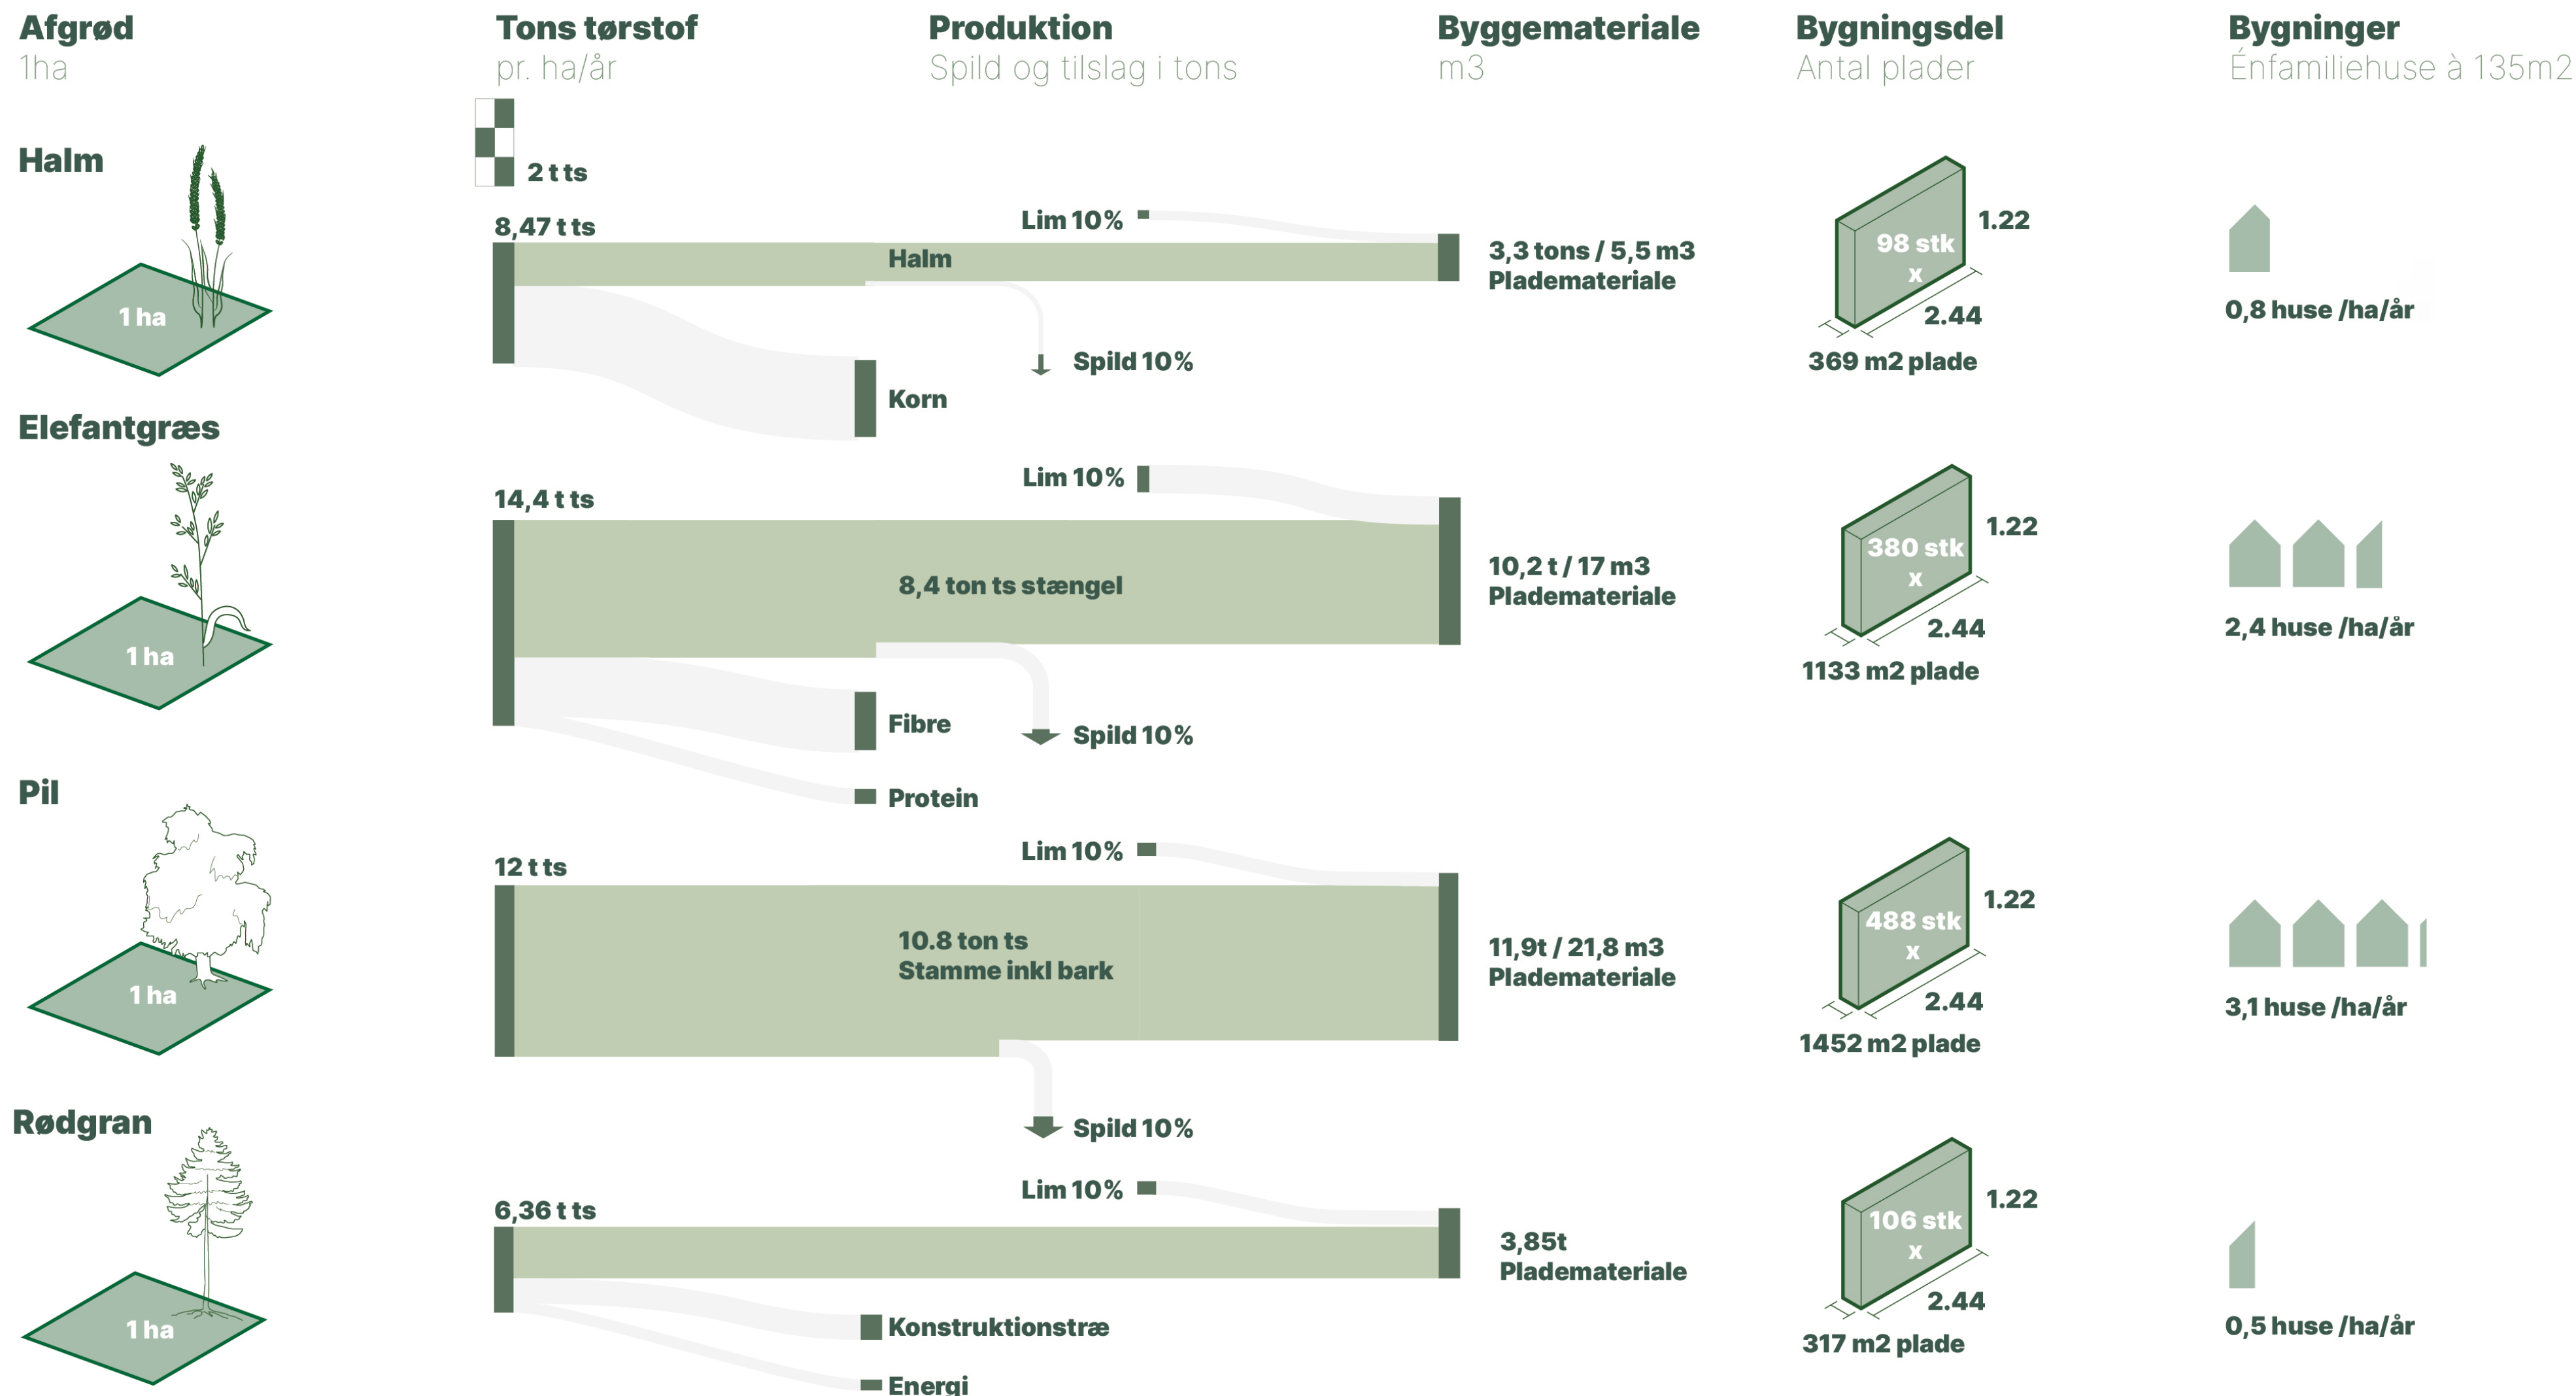 Afgrød
1ha
Tons tørstof
pr. ha/år
Produktion
Spild og tilslag i tons
Byggemateriale
m3
Bygningsdel
Antal plader
Bygninger
Énfamiliehuse à 135m2
2 t ts
Halm
1 ha
8,47 t ts
Lim 10%
Halm
Spild 10%
Korn
3,3 tons / 5,5 m3
Plademateriale
98 stk
x
1.22
2.44
369 m2 plade
0,8 huse /ha/år
Elefantgræs
1 ha
14,4 t ts
Lim 10%
8,4 ton ts stængel
Fibre
Spild 10%
Protein
10,2 t / 17 m3
Plademateriale
380 stk
x
1.22
2.44
1133 m2 plade
2,4 huse /ha/år
Pil
1 ha
12 t ts
Lim 10%
10.8 ton ts
Stamme inkl bark
Spild 10%
11,9t / 21,8 m3
Plademateriale
488 stk
x
1.22
2.44
1452 m2 plade
3,1 huse /ha/år
Rødgran
1 ha
6,36 t ts
Lim 10%
Konstruktionstræ
Energi
3,85t
Plademateriale
106 stk
x
1.22
2.44
317 m2 plade
0,5 huse /ha/år